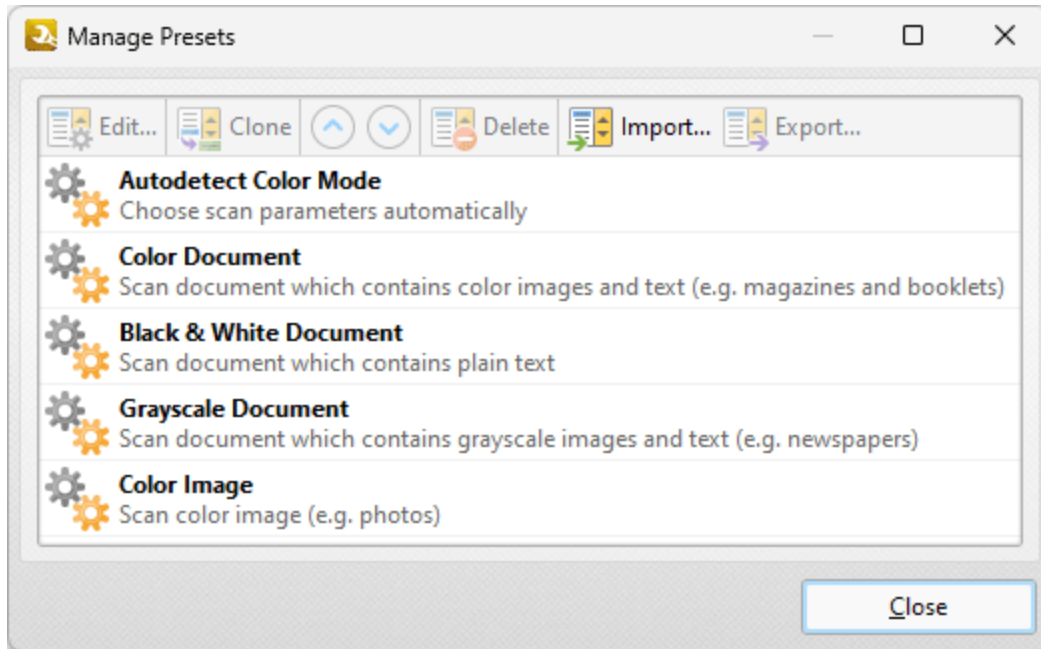 Manage Presets
Edit... Clone Delete Import... Export...
Autodetect Color Mode
Choose scan parameters automatically
Color Document
Scan document which contains color images and text (e.g. magazines and booklets)
Black & White Document
Scan document which contains plain text
Grayscale Document
Scan document which contains grayscale images and text (e.g. newspapers)
Color Image
Scan color image (e.g. photos)
Close